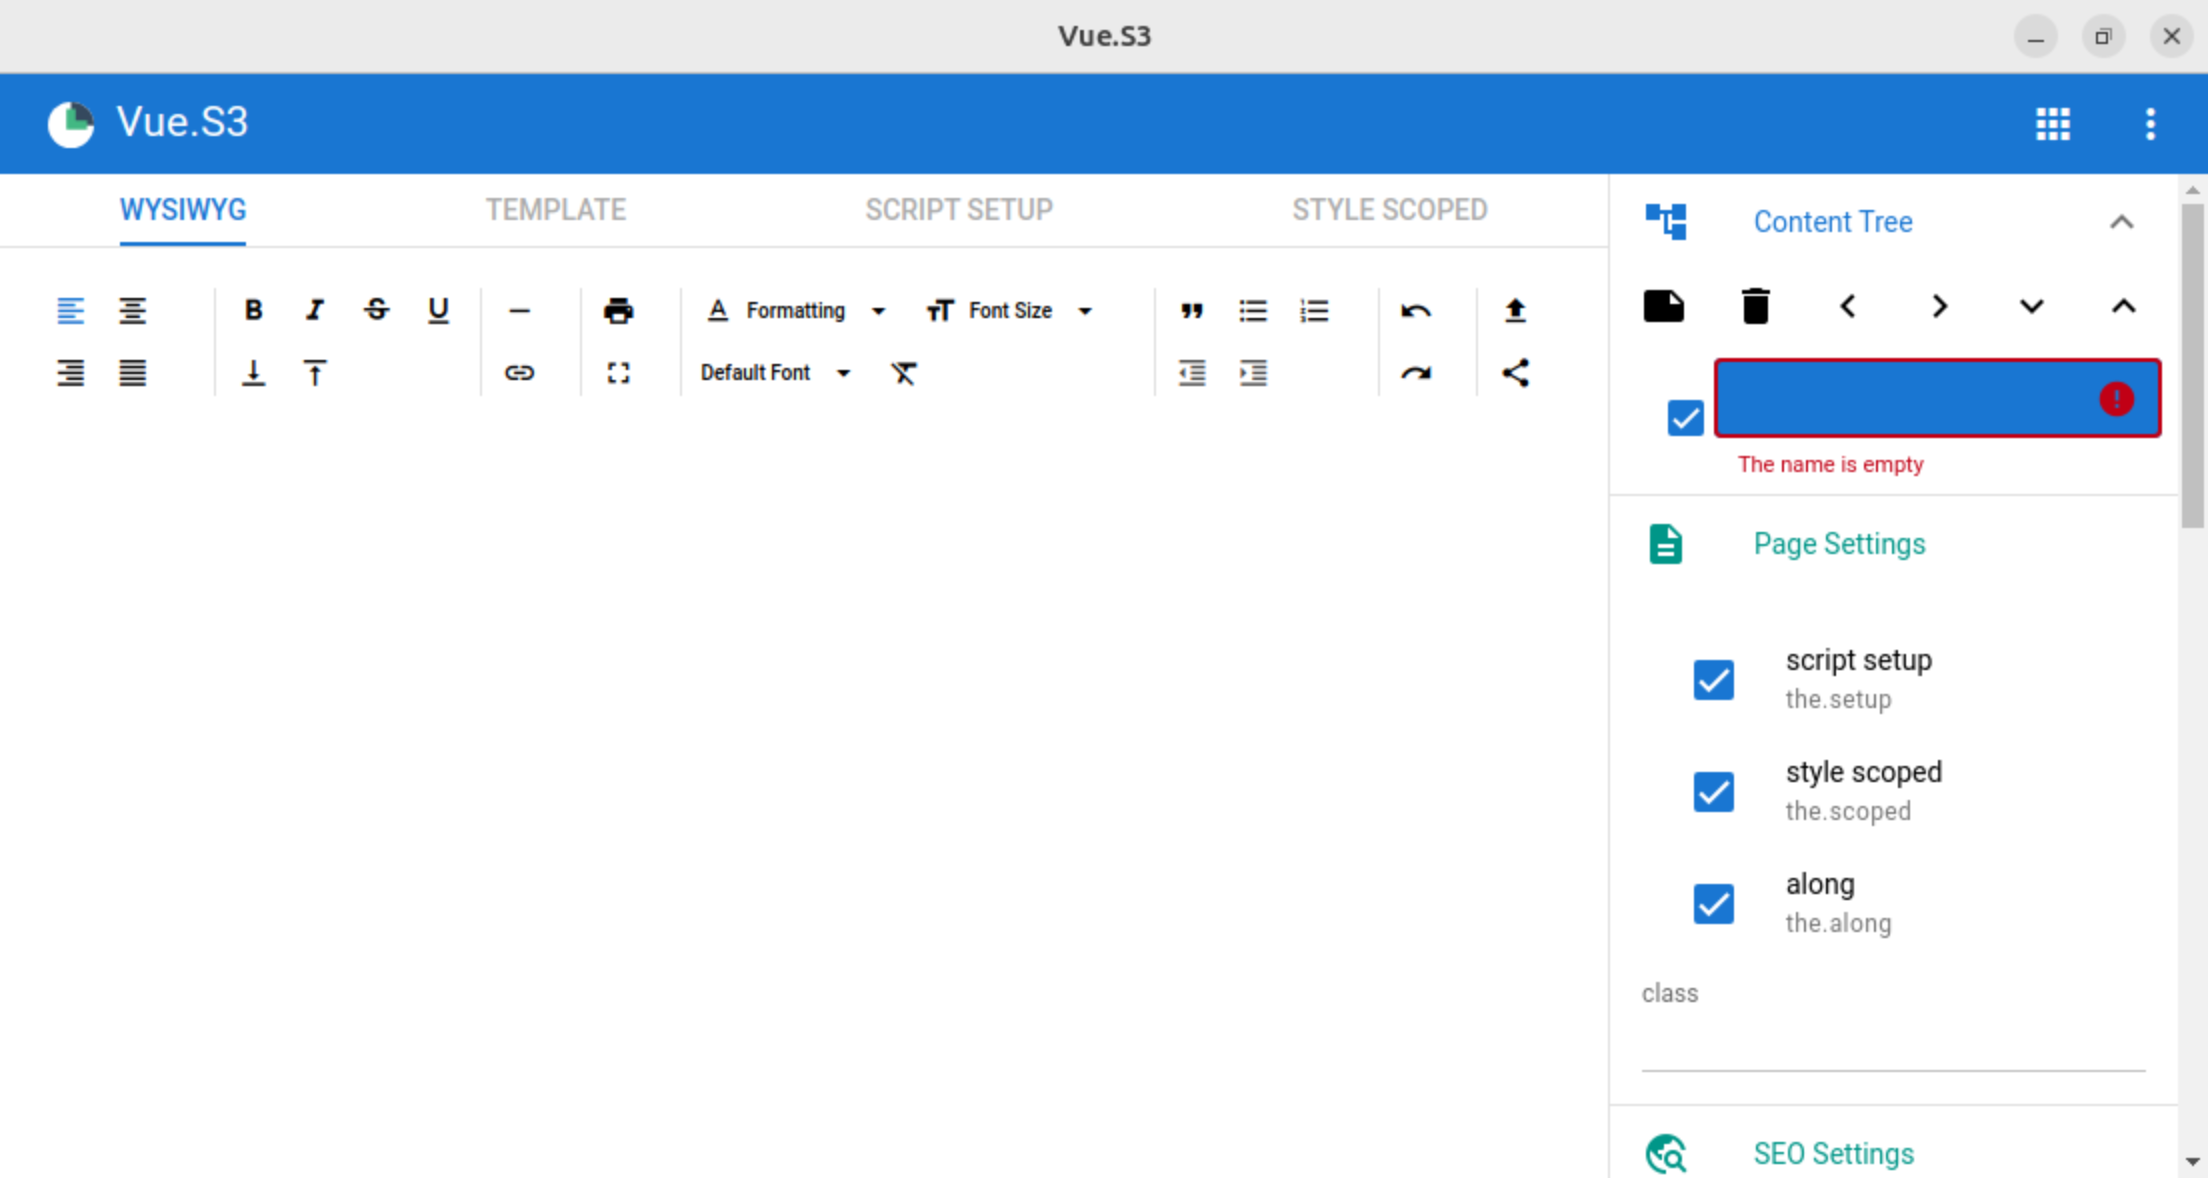 Vue.S3
Vue.S3
WYSIWYG TEMPLATE SCRIPT SETUP STYLE SCOPED
Formatting Font Size
Default Font
Content Tree
The name is empty
Page Settings
script setup
the.setup
style scoped
the.scoped
along
the.along
class
SEO Settings